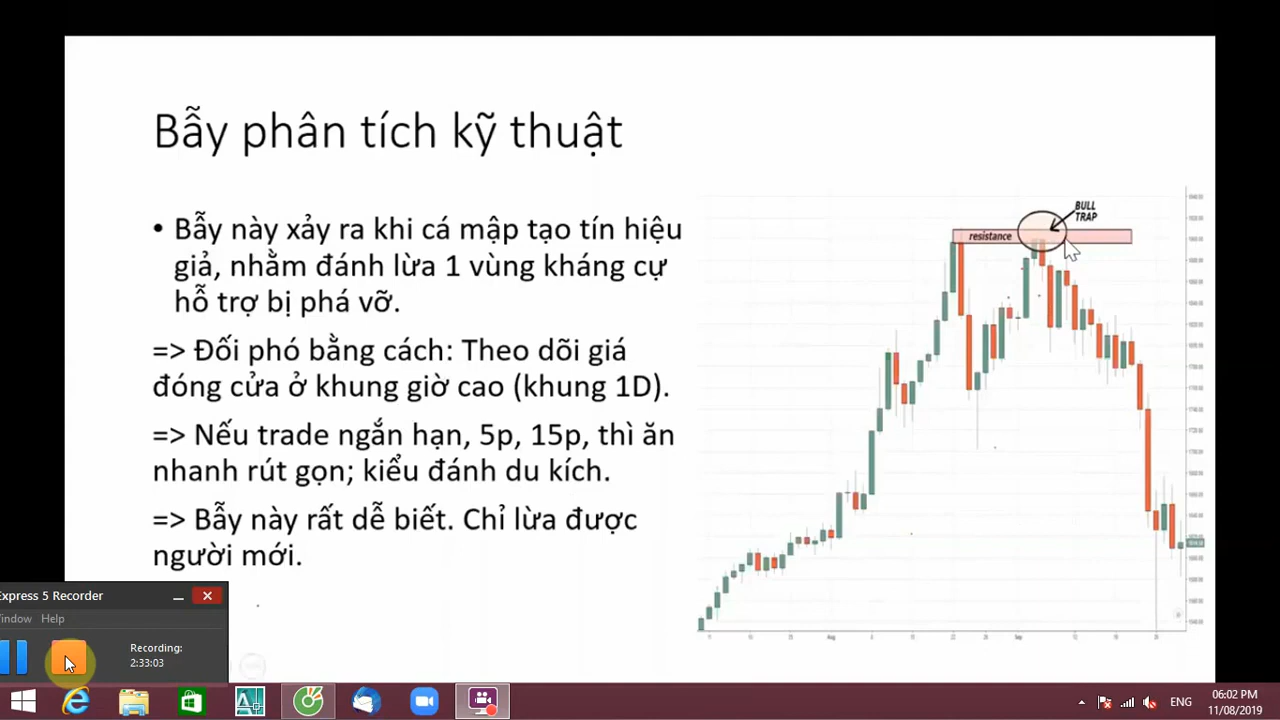 Bẫy phân tích kỹ thuật
• Bẫy này xảy ra khi cá mập tạo tín hiệu
giả, nhằm đánh lừa 1 vùng kháng cự
hỗ trợ bị phá vỡ.
=> Đối phó bằng cách: Theo dõi giá
đóng cửa ở khung giờ cao (khung 1D).
=> Nếu trade ngắn hạn, 5p, 15p, thì ăn
nhanh rút gọn; kiểu đánh du kích.
=> Bẫy này rất dễ biết. Chỉ lừa được
người mới.
BULL
TRAP
resistance
Express 5 Recorder
Window Help
Recording:
2:33:03
ENG
06:02 PM
11/08/2019